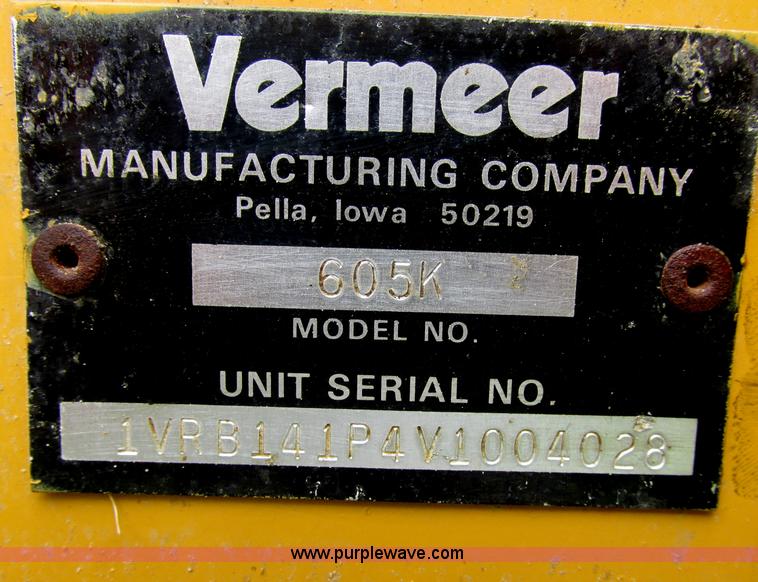 Vermeer
MANUFACTURING COMPANY
Pella, Iowa 50219
605K
MODEL NO.
UNIT SERIAL NO.
1VRB141P4V1004028
www.purplewave.com